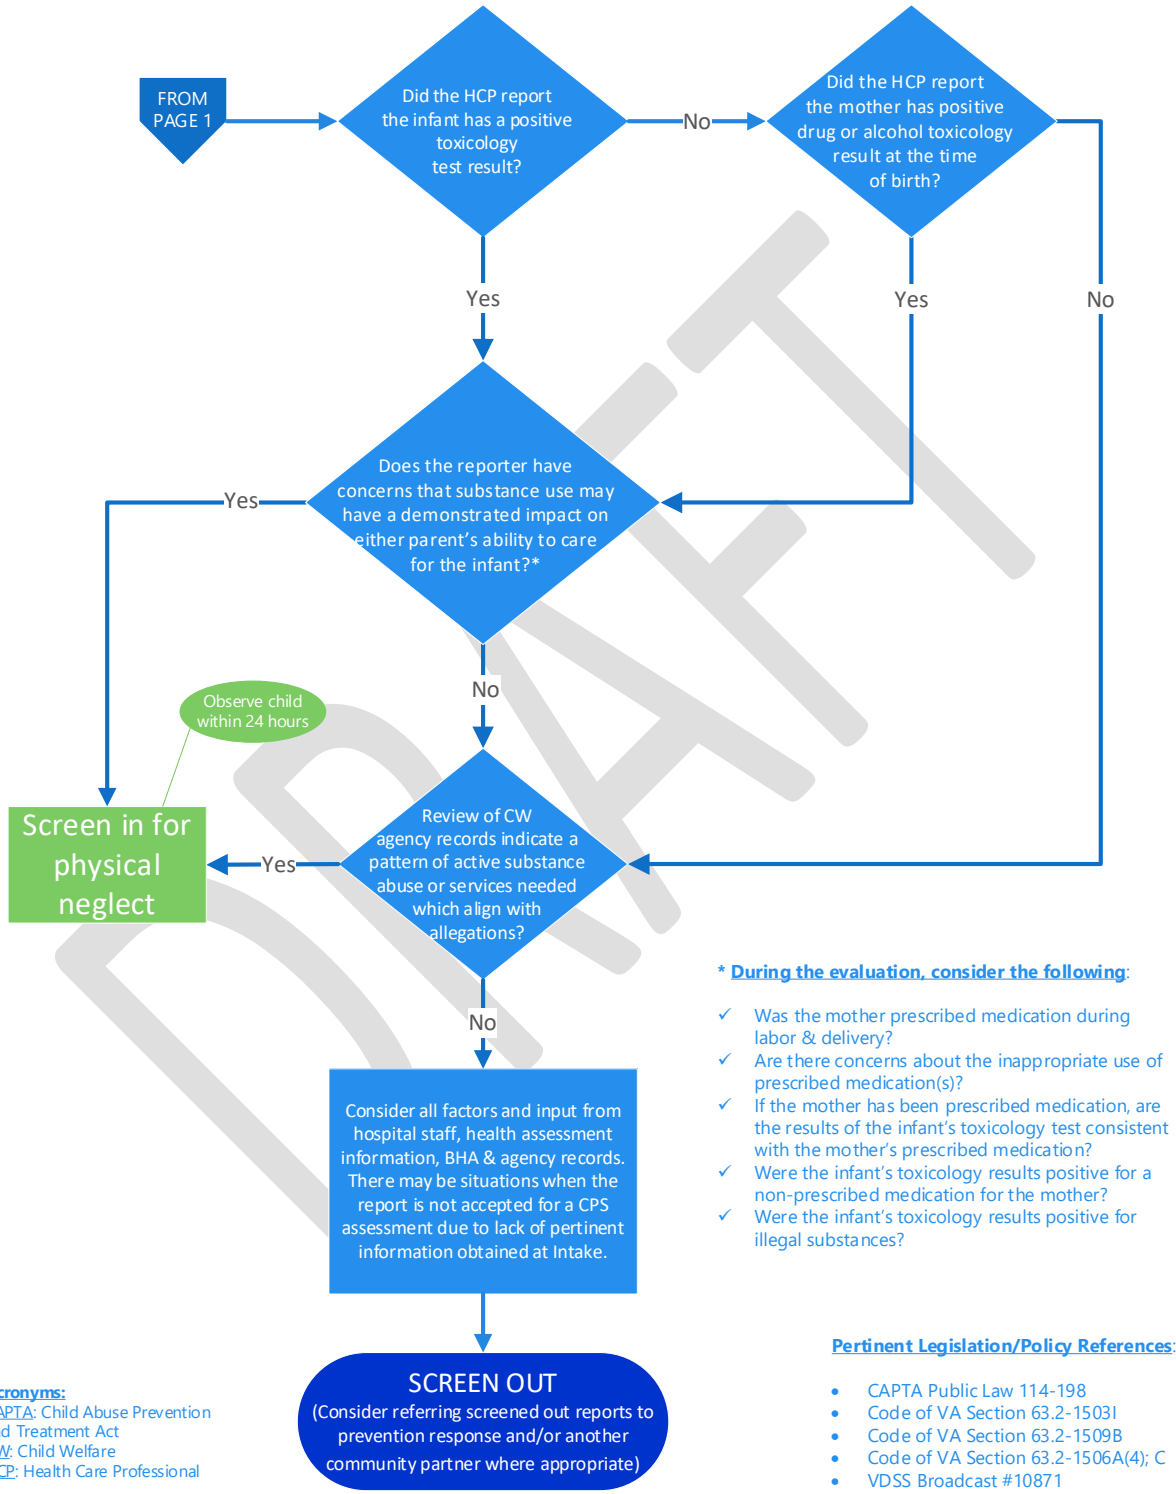 FROM
PAGE 1
Did the HCP report
the infant has a positive
toxicology
test result?
No
Did the HCP report
the mother has positive
drug or alcohol toxicology
result at the time
of birth?
Yes
Yes
No
Does the reporter have
concerns that substance use may
have a demonstrated impact on
either parent's ability to care
for the infant?*
Yes
No
Observe child
within 24 hours
Screen in for
physical
neglect
Yes
Review of CW
agency records indicate a
pattern of active substance
abuse or services needed
which align with
allegations?
No
* During the evaluation, consider the following:
✓ Was the mother prescribed medication during
labor & delivery?
✓ Are there concerns about the inappropriate use of
prescribed medication(s)?
✓ If the mother has been prescribed medication, are
the results of the infant's toxicology test consistent
with the mother's prescribed medication?
✓ Were the infant's toxicology results positive for a
non-prescribed medication for the mother?
✓ Were the infant's toxicology results positive for
illegal substances?
Consider all factors and input from
hospital staff, health assessment
information, BHA & agency records.
There may be situations when the
report is not accepted for a CPS
assessment due to lack of pertinent
information obtained at Intake.
SCREEN OUT
(Consider referring screened out reports to
prevention response and/or another
community partner where appropriate)
cronyms:
APTA: Child Abuse Prevention
nd Treatment Act
W: Child Welfare
CP: Health Care Professional
Pertinent Legislation/Policy References:
• CAPTA Public Law 114-198
• Code of VA Section 63.2-1503I
• Code of VA Section 63.2-1509B
• Code of VA Section 63.2-1506A(4); C
• VDSS Broadcast #10871
DRAFT